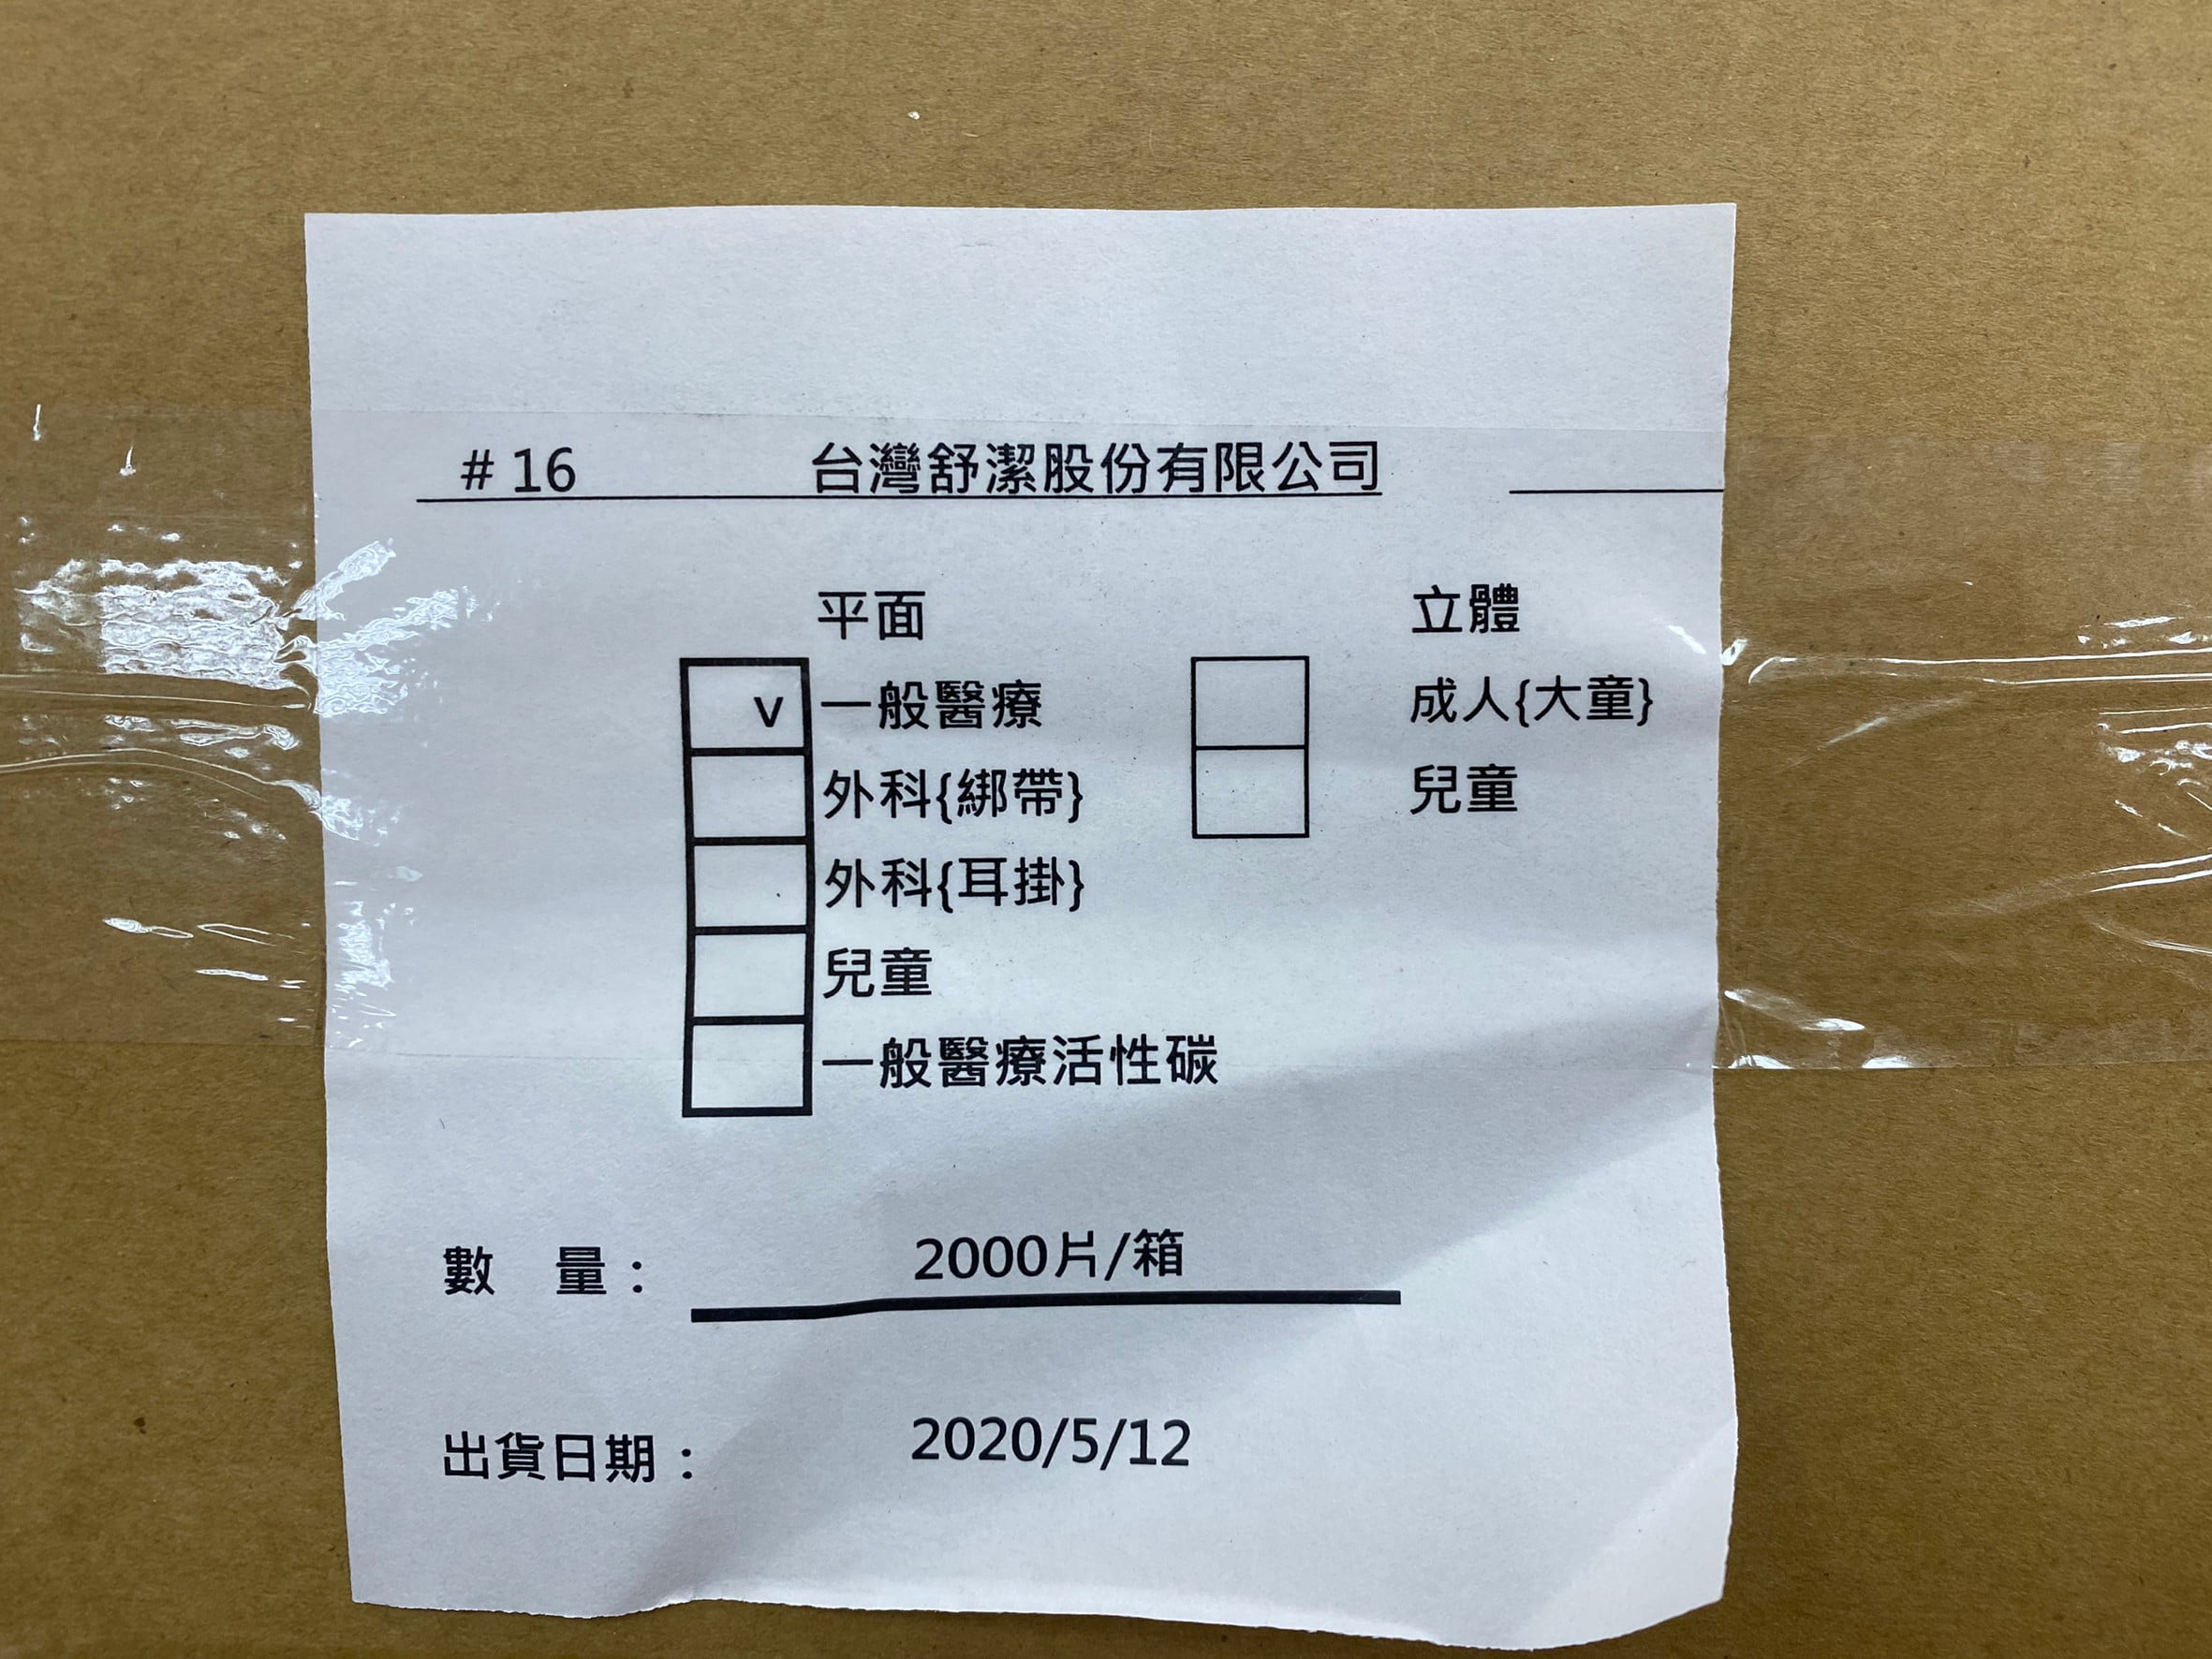 # 16 台灣舒潔股份有限公司
平面 立體
v 一般醫療 成人{大童}
外科{綁帶} 兒童
外科{耳掛}
兒童
一般醫療活性碳
數 量： 2000片/箱
出貨日期： 2020/5/12